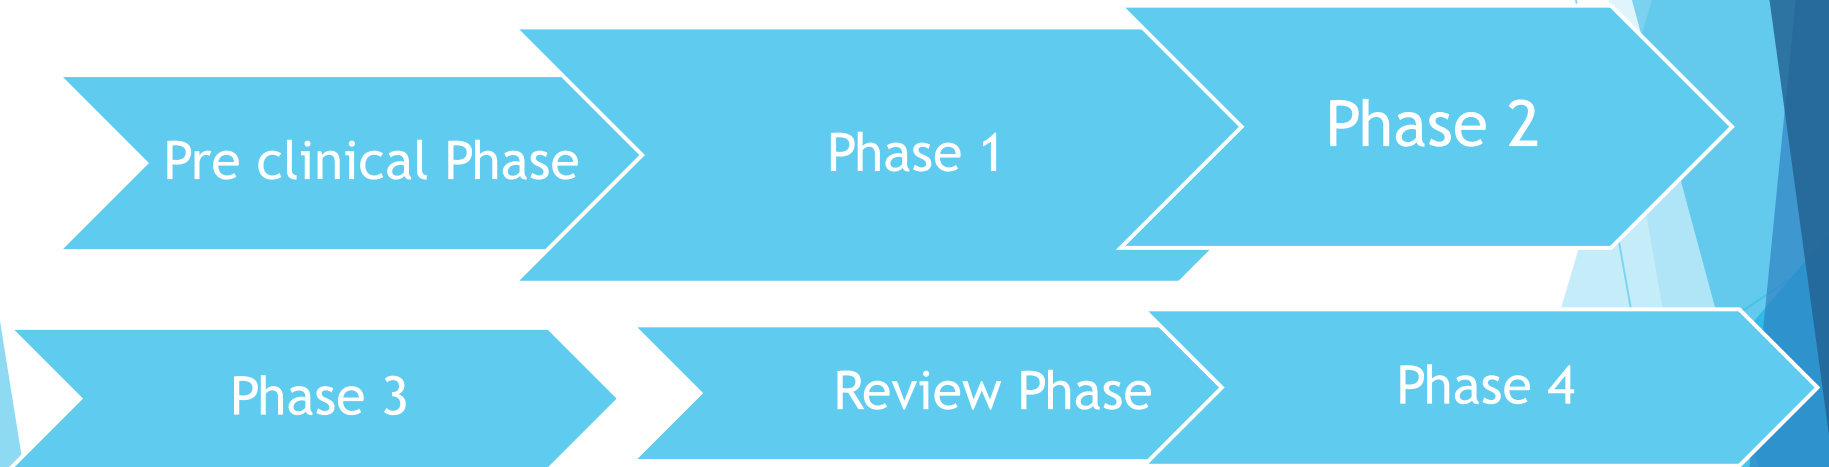 Pre clinical Phase
Phase 1
Phase 2
Phase 3
Review Phase
Phase 4